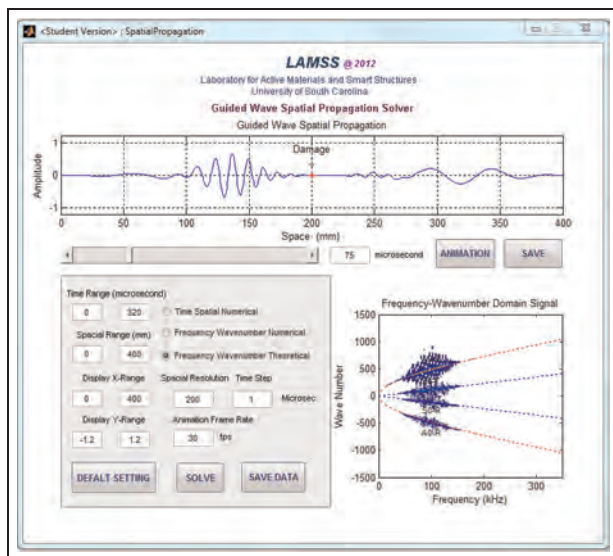 <Student Version> : SpatialPropagation
LAMSS @ 2012
Laboratory for Active Materials and Smart Structures
University of South Carolina
Guided Wave Spatial Propagation Solver
Guided Wave Spatial Propagation
Amplitude
1
0
-1
Damage
0 50 100 150 200 250 300 350 400
Space (mm)
75 microsecond ANIMATION SAVE
Time Range (microsecond)
0 320 Time Spatial Numerical
Spacial Range (mm) Frequency Wavenumber Numerical
0 400 Frequency Wavenumber Theoretical
Display X-Range Spacial Resolution Time Step
0 400 200 1 Microsec.
Display Y-Range Animation Frame Rate
-1.2 1.2 30 fps
DEFALT SETTING SOLVE SAVE DATA
Frequency-Wavenumber Domain Signal
Wave Number
1500
1000
500
0
-500
-1000
-1500
0 100 200 300
Frequency (kHz)